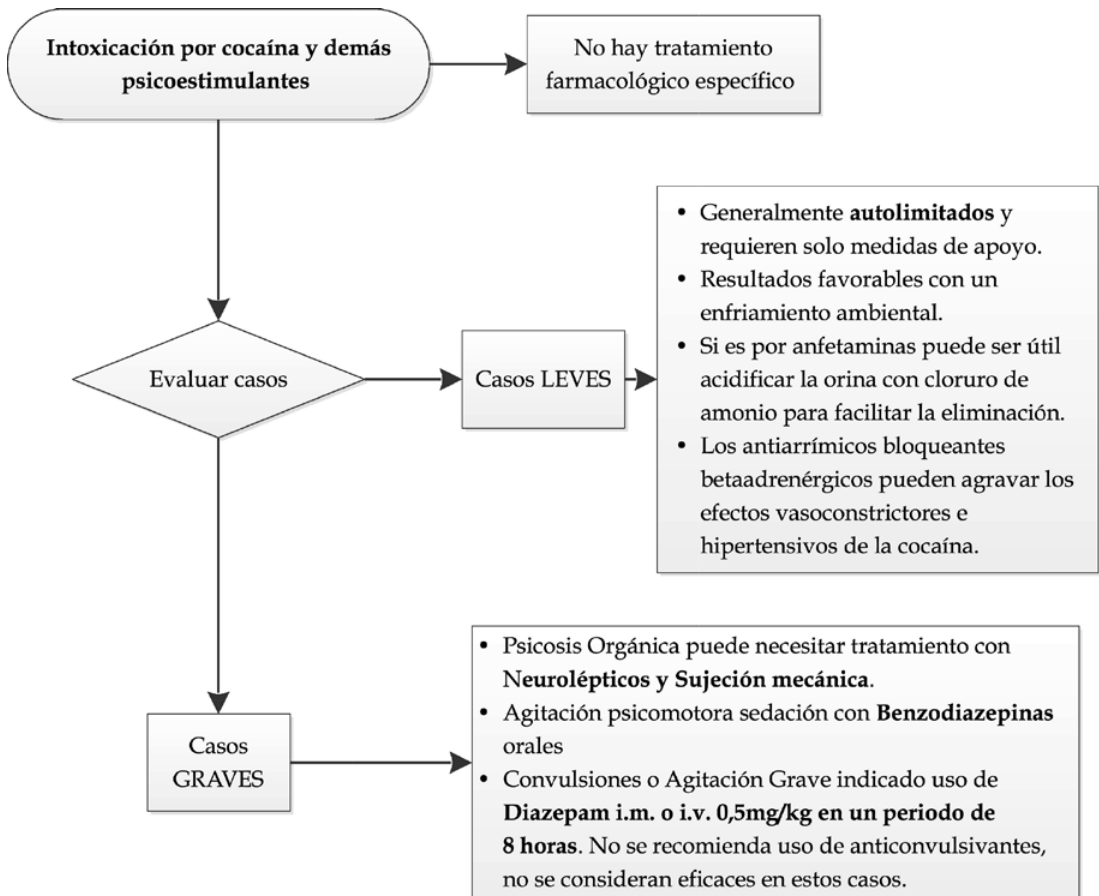 Intoxicación por cocaína y demás
psicoestimulantes
No hay tratamiento
farmacológico específico
Evaluar casos
Casos LEVES
• Generalmente autolimitados y
requieren solo medidas de apoyo.
• Resultados favorables con un
enfriamiento ambiental.
• Si es por anfetaminas puede ser útil
acidificar la orina con cloruro de
amonio para facilitar la eliminación.
• Los antiarrímicos bloqueantes
betaadrenérgicos pueden agravar los
efectos vasoconstrictores e
hipertensivos de la cocaína.
Casos
GRAVES
• Psicosis Orgánica puede necesitar tratamiento con
Neurolépticos y Sujeción mecánica.
• Agitación psicomotora sedación con Benzodiazepinas
orales
• Convulsiones o Agitación Grave indicado uso de
Diazepam i.m. o i.v. 0,5mg/kg en un periodo de
8 horas. No se recomienda uso de anticonvulsivantes,
no se consideran eficaces en estos casos.